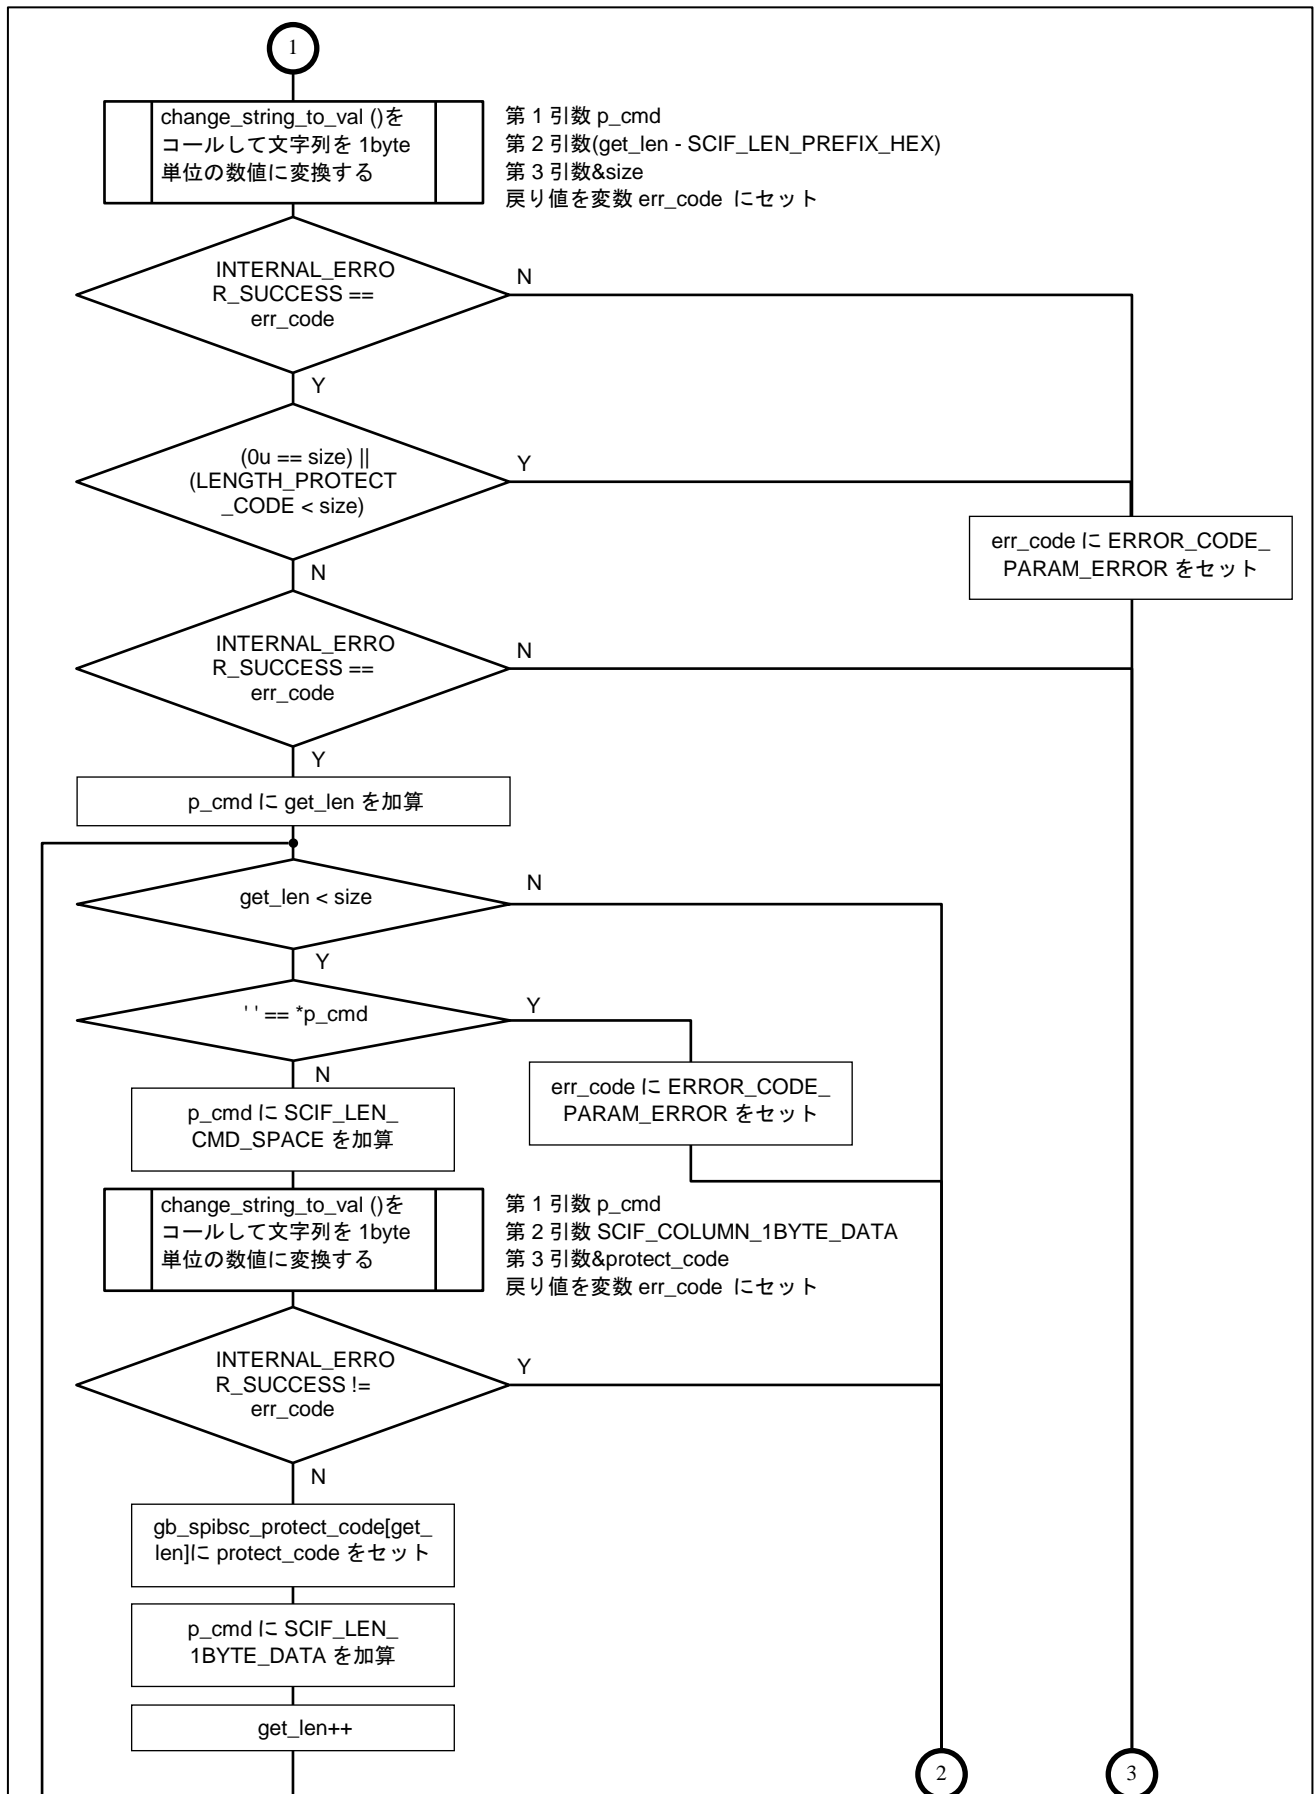 1
change_string_to_val ()を
コールして文字列を 1byte
単位の数値に変換する
第 1 引数 p_cmd
第 2 引数(get_len - SCIF_LEN_PREFIX_HEX)
第 3 引数&size
戻り値を変数 err_code にセット
INTERNAL_ERRO
R_SUCCESS ==
err_code
N
Y
(0u == size) ||
(LENGTH_PROTECT
_CODE < size)
Y
N
err_code に ERROR_CODE_
PARAM_ERROR をセット
INTERNAL_ERRO
R_SUCCESS ==
err_code
N
Y
p_cmd に get_len を加算
get_len < size
N
Y
' ' == *p_cmd
Y
N
err_code に ERROR_CODE_
PARAM_ERROR をセット
p_cmd に SCIF_LEN_
CMD_SPACE を加算
change_string_to_val ()を
コールして文字列を 1byte
単位の数値に変換する
第 1 引数 p_cmd
第 2 引数 SCIF_COLUMN_1BYTE_DATA
第 3 引数&protect_code
戻り値を変数 err_code にセット
INTERNAL_ERRO
R_SUCCESS !=
err_code
Y
N
gb_spibsc_protect_code[get_
len]に protect_code をセット
p_cmd に SCIF_LEN_
1BYTE_DATA を加算
get_len++
2
3